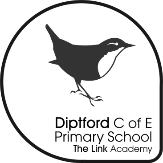 Diptford C of E
Primary School
The Link Academy